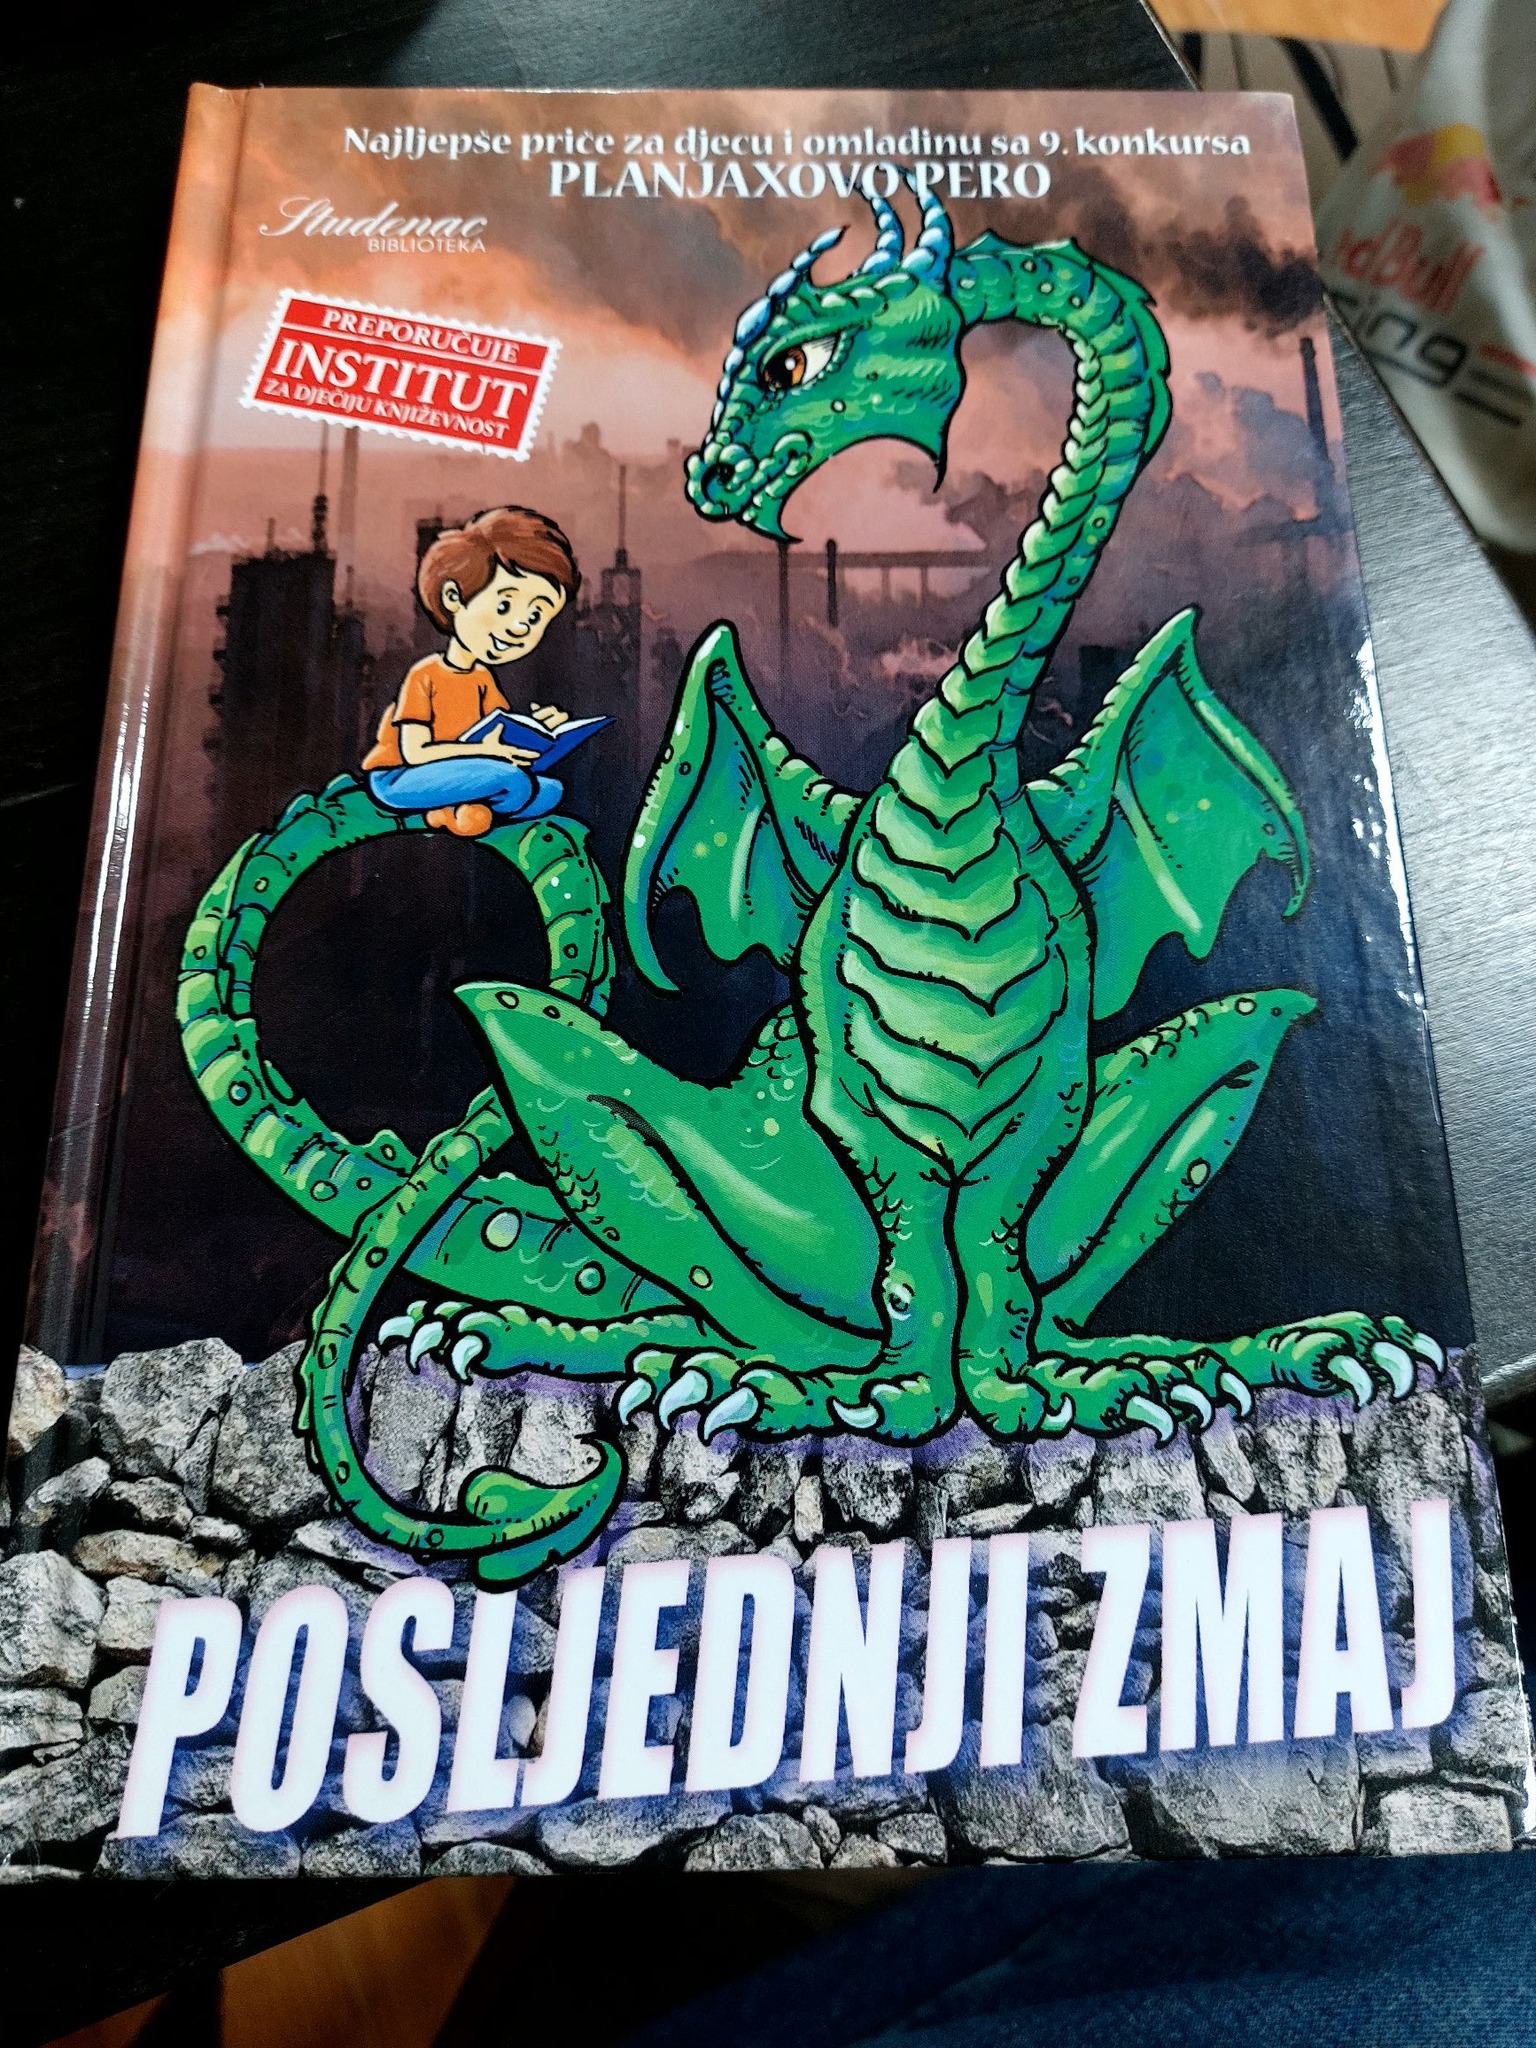 Najljepše priče za djecu i omladinu sa 9. konkursa
PLANJAXOVO PERO
Studenac
BIBLIOTEKA
PREPORUČUJE
INSTITUT
ZA DJEČIJU KNJIŽEVNOST
POSLJEDNJI ZMAJ